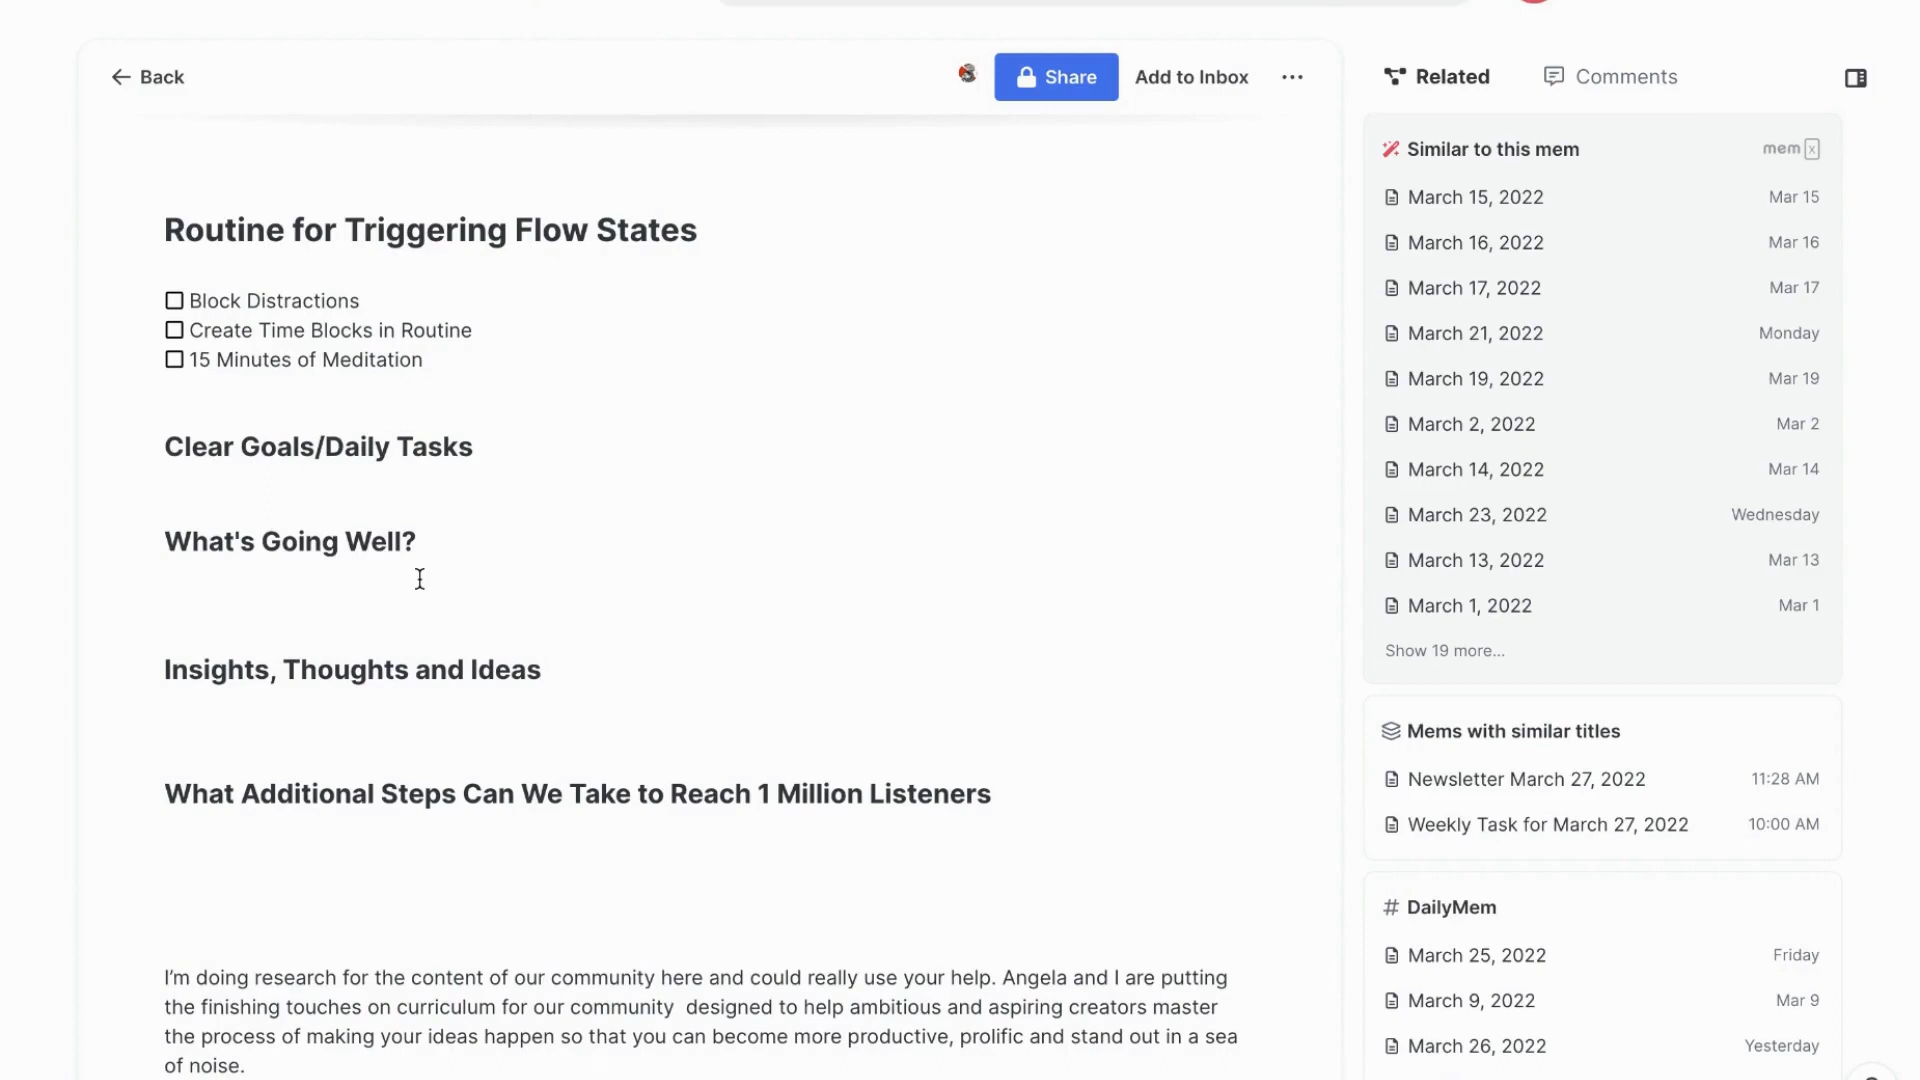 Back
Share
Add to Inbox
Related
Comments
Routine for Triggering Flow States
Block Distractions
Create Time Blocks in Routine
15 Minutes of Meditation
Clear Goals/Daily Tasks
What's Going Well?
Insights, Thoughts and Ideas
What Additional Steps Can We Take to Reach 1 Million Listeners
I'm doing research for the content of our community here and could really use your help. Angela and I are putting
the finishing touches on curriculum for our community designed to help ambitious and aspiring creators master
the process of making your ideas happen so that you can become more productive, prolific and stand out in a sea
of noise.
Similar to this mem
mem x
March 15, 2022 Mar 15
March 16, 2022 Mar 16
March 17, 2022 Mar 17
March 21, 2022 Monday
March 19, 2022 Mar 19
March 2, 2022 Mar 2
March 14, 2022 Mar 14
March 23, 2022 Wednesday
March 13, 2022 Mar 13
March 1, 2022 Mar 1
Show 19 more...
Mems with similar titles
Newsletter March 27, 2022 11:28 AM
Weekly Task for March 27, 2022 10:00 AM
# DailyMem
March 25, 2022 Friday
March 9, 2022 Mar 9
March 26, 2022 Yesterday